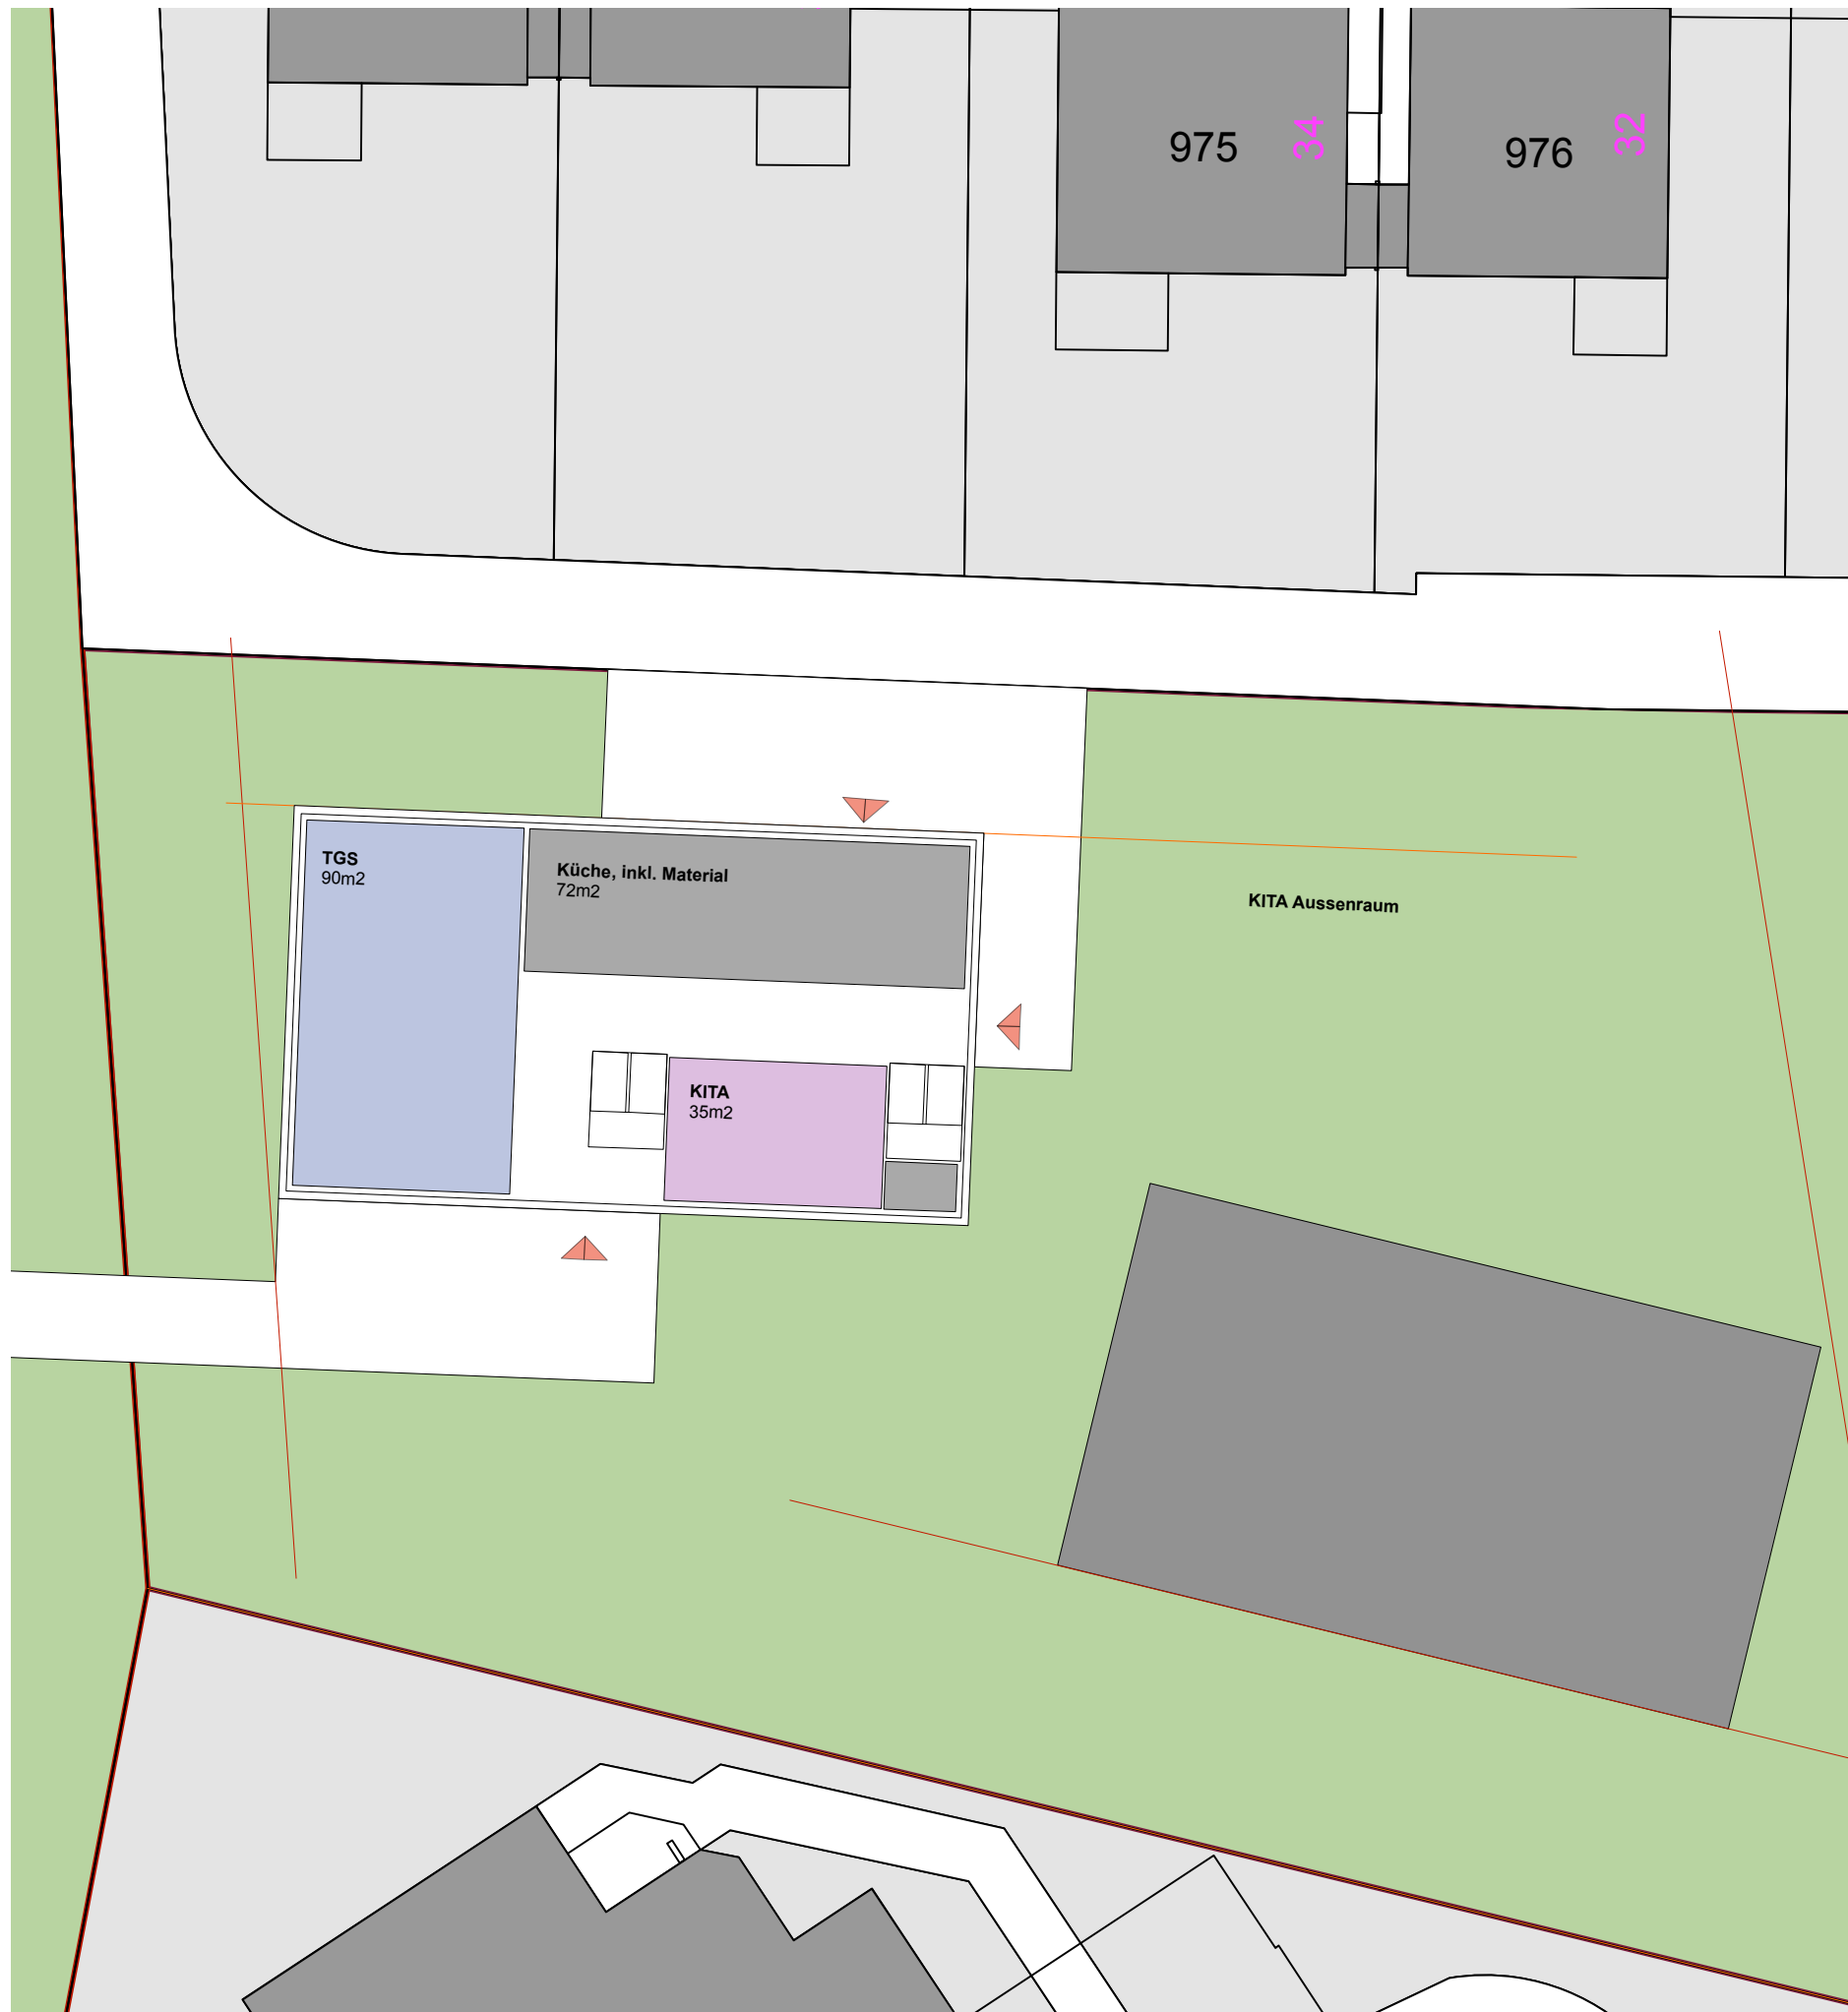 975
34
976
32
TGS
90m2
Küche, inkl. Material
72m2
KITA Aussenraum
KITA
35m2